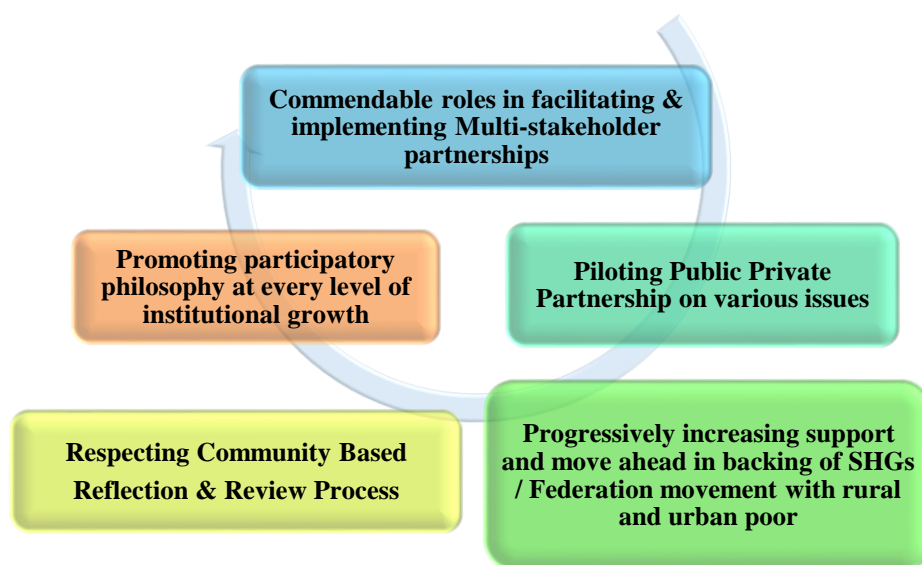 Commendable roles in facilitating &
implementing Multi-stakeholder
partnerships
Promoting participatory
philosophy at every level of
institutional growth
Piloting Public Private
Partnership on various issues
Respecting Community Based
Reflection & Review Process
Progressively increasing support
and move ahead in backing of SHGs
/ Federation movement with rural
and urban poor